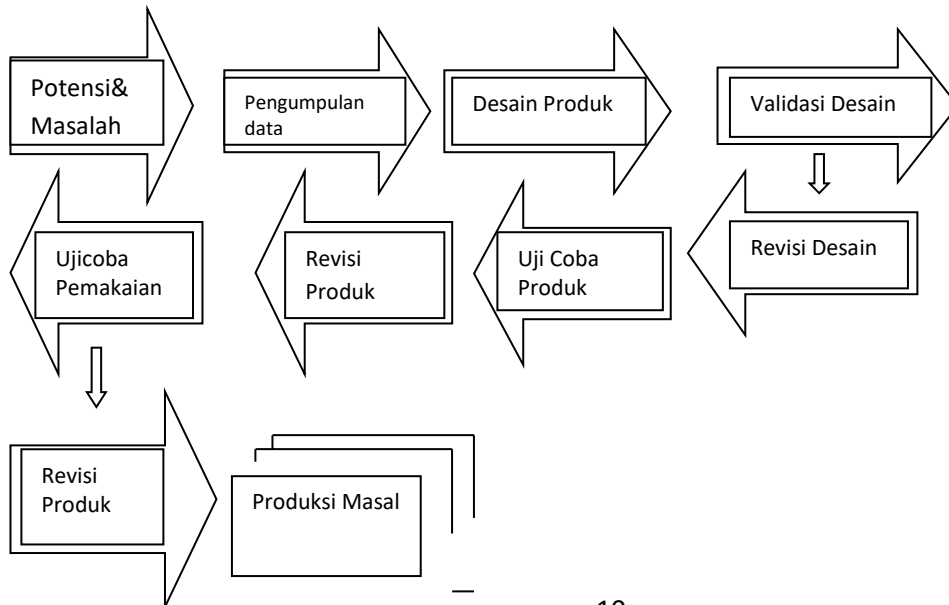 Potensi&
Masalah
Pengumpulan
data
Desain Produk
Validasi Desain
Revisi Desain
Uji Coba
Produk
Revisi
Produk
Ujicoba
Pemakaian
Revisi
Produk
Produksi Masal